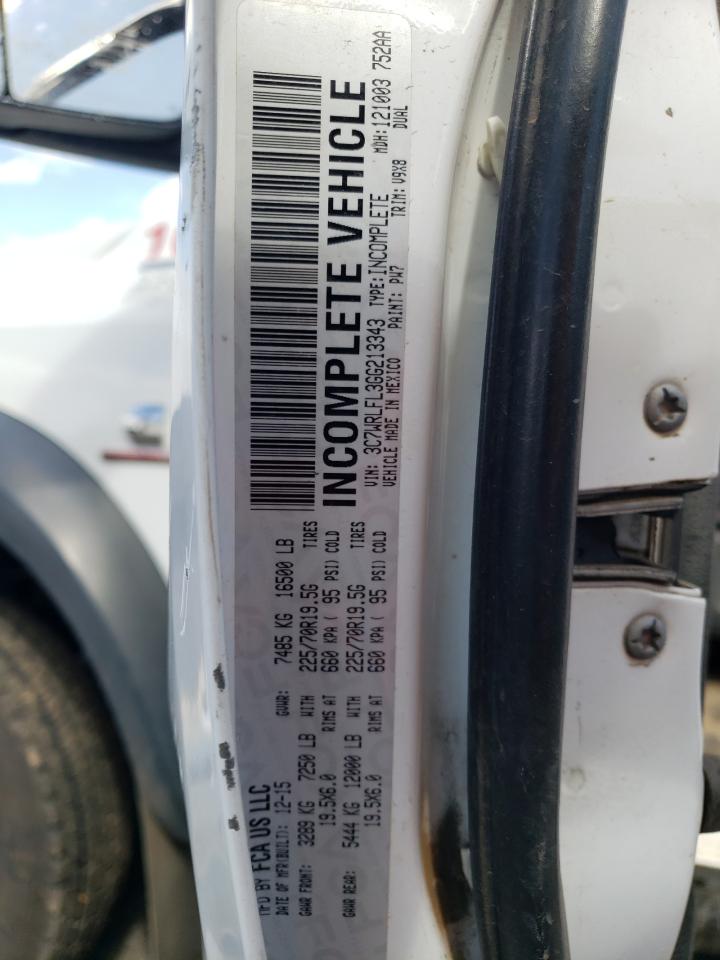 MFD BY FCA US LLC
DATE OF MFR(BUILT): 12-15 GVWR: 7485 KG 16500 LB
GAWR FRONT: 3289 KG 7250 LB WITH 225/70R19.5G TIRES
19.5X6.0 RIMS AT 660 KPA ( 95 PSI) COLD
GAWR REAR: 5444 KG 12000 LB WITH 225/70R19.5G TIRES
19.5X6.0 RIMS AT 660 KPA ( 95 PSI) COLD
INCOMPLETE VEHICLE
VIN: 3C7WRLFL3GG213343 TYPE:INCOMPLETE MDH:121003 752AA
VEHICLE MADE IN MEXICO PAINT: PW7 TRIM: V9X8 DUAL